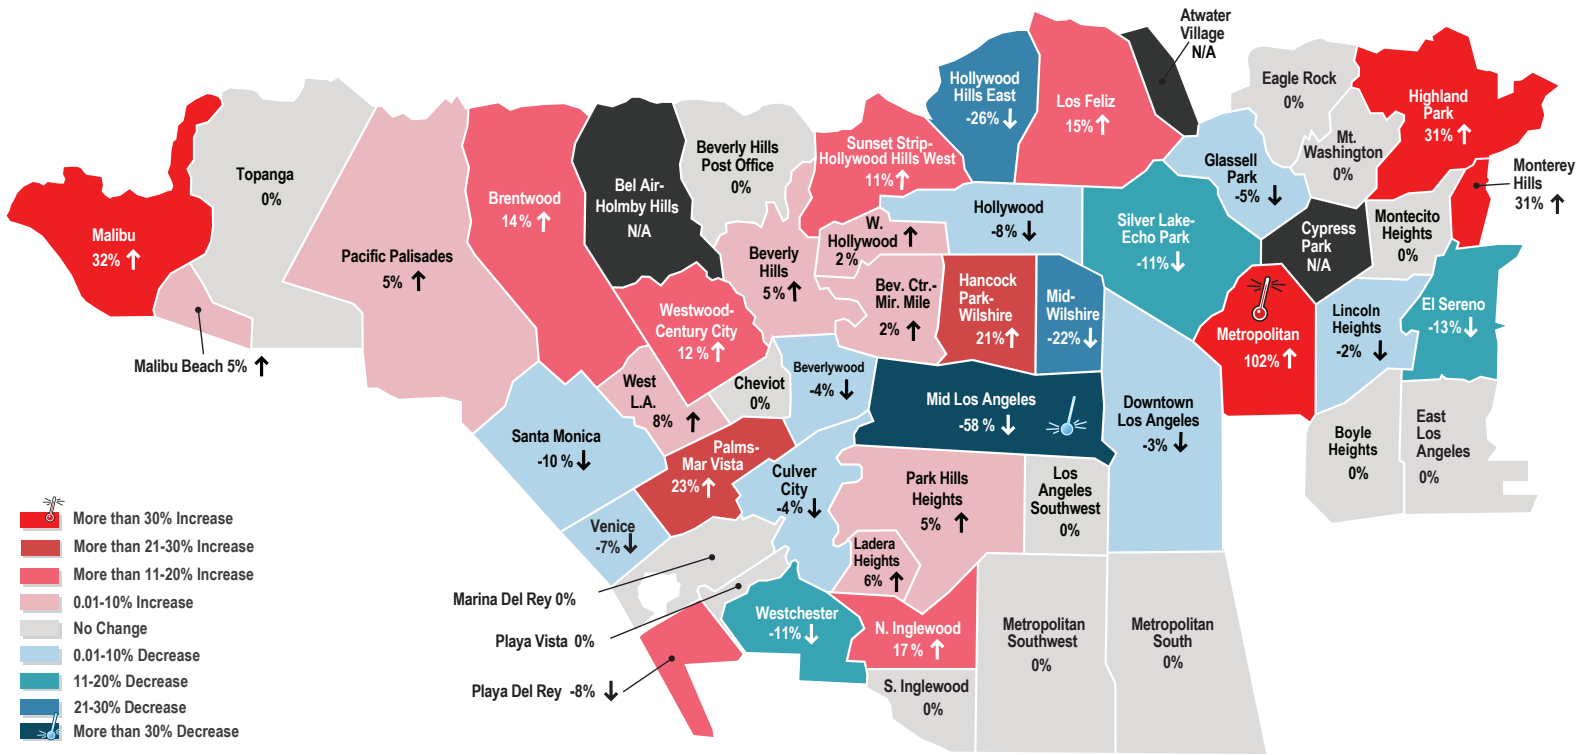 Atwater
Village
N/A
Hollywood
Hills East
-26%
Los Feliz
15%
Eagle Rock
0%
Highland
Park
31%
Mt.
Washington
0%
Monterey
Hills
31%
Topanga
0%
Beverly Hills
Post Office
0%
Sunset Strip-
Hollywood Hills West
11%
Glassell
Park
-5%
Brentwood
14%
Bel Air-
Holmby Hills
N/A
Malibu
32%
Pacific Palisades
5%
Beverly
Hills
5%
W.
Hollywood
2%
Hollywood
-8%
Silver Lake-
Echo Park
-11%
Cypress
Park
N/A
Montecito
Heights
0%
Bev. Ctr.-
Mir. Mile
2%
Hancock
Park-
Wilshire
21%
Mid-
Wilshire
-22%
Metropolitan
102%
Lincoln
Heights
-2%
El Sereno
-13%
Westwood-
Century City
12 %
Malibu Beach 5%
West
L.A.
8%
Cheviot
0%
Beverlywood
-4%
Mid Los Angeles
-58 %
Downtown
Los Angeles
-3%
Boyle
Heights
0%
East
Los
Angeles
0%
Santa Monica
-10 %
Palms-
Mar Vista
23%
Culver
City
-4%
Park Hills
Heights
5%
Los
Angeles
Southwest
0%
Venice
-7%
Ladera
Heights
6%
Marina Del Rey 0%
Playa Vista 0%
Westchester
-11%
N. Inglewood
17 %
Metropolitan
Southwest
0%
Metropolitan
South
0%
Playa Del Rey -8%
S. Inglewood
0%
More than 30% Increase
More than 21-30% Increase
More than 11-20% Increase
0.01-10% Increase
No Change
0.01-10% Decrease
11-20% Decrease
21-30% Decrease
More than 30% Decrease